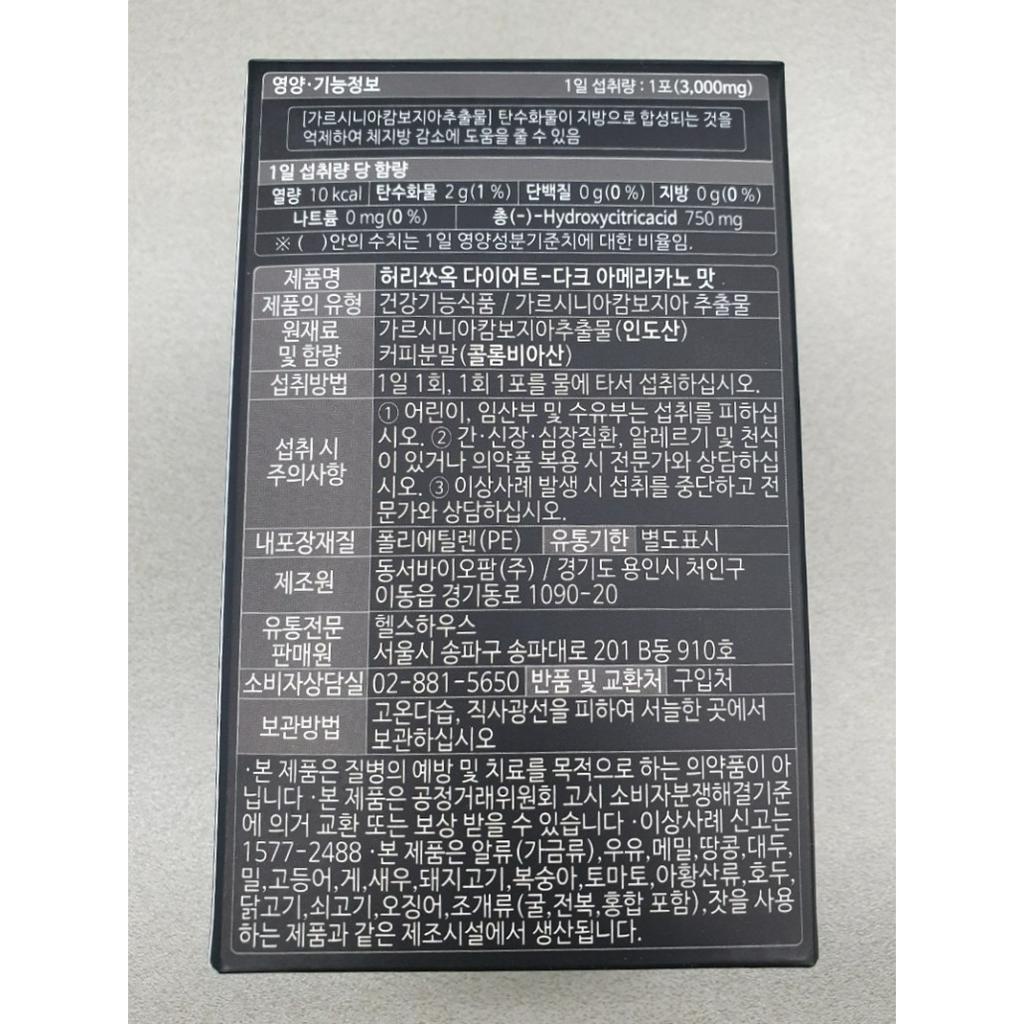 영양·기능정보 1일 섭취량 : 1포(3,000mg)
[가르시니아캄보지아추출물] 탄수화물이 지방으로 합성되는 것을
억제하여 체지방 감소에 도움을 줄 수 있음
1일 섭취량 당 함량
열량 10 kcal 탄수화물 2 g(1 %) 단백질 0 g(0 %) 지방 0 g(0 %)
나트륨 0 mg(0 %) 총(-)-Hydroxycitricacid 750 mg
※ ( )안의 수치는 1일 영양성분기준치에 대한 비율임.
제품명 허리쏘옥 다이어트-다크 아메리카노 맛
제품의 유형 건강기능식품 / 가르시니아캄보지아 추출물
원재료 가르시니아캄보지아추출물(인도산)
및 함량 커피분말(콜롬비아산)
섭취방법 1일 1회, 1회 1포를 물에 타서 섭취하십시오.
섭취 시
주의사항
① 어린이, 임산부 및 수유부는 섭취를 피하십
시오. ② 간·신장·심장질환, 알레르기 및 천식
이 있거나 의약품 복용 시 전문가와 상담하십
시오. ③ 이상사례 발생 시 섭취를 중단하고 전
문가와 상담하십시오.
내포장재질 폴리에틸렌(PE) 유통기한 별도표시
제조원
동서바이오팜(주) / 경기도 용인시 처인구
이동읍 경기동로 1090-20
유통전문 헬스하우스
판매원 서울시 송파구 송파대로 201 B동 910호
소비자상담실 02-881-5650 반품 및 교환처 구입처
보관방법
고온다습, 직사광선을 피하여 서늘한 곳에서
보관하십시오
·본 제품은 질병의 예방 및 치료를 목적으로 하는 의약품이 아
닙니다 ·본 제품은 공정거래위원회 고시 소비자분쟁해결기준
에 의거 교환 또는 보상 받을 수 있습니다 ·이상사례 신고는
1577-2488 ·본 제품은 알류(가금류),우유,메밀,땅콩,대두,
밀,고등어,게,새우,돼지고기,복숭아,토마토,아황산류,호두,
닭고기,쇠고기,오징어,조개류(굴,전복,홍합 포함),잣을 사용
하는 제품과 같은 제조시설에서 생산됩니다.